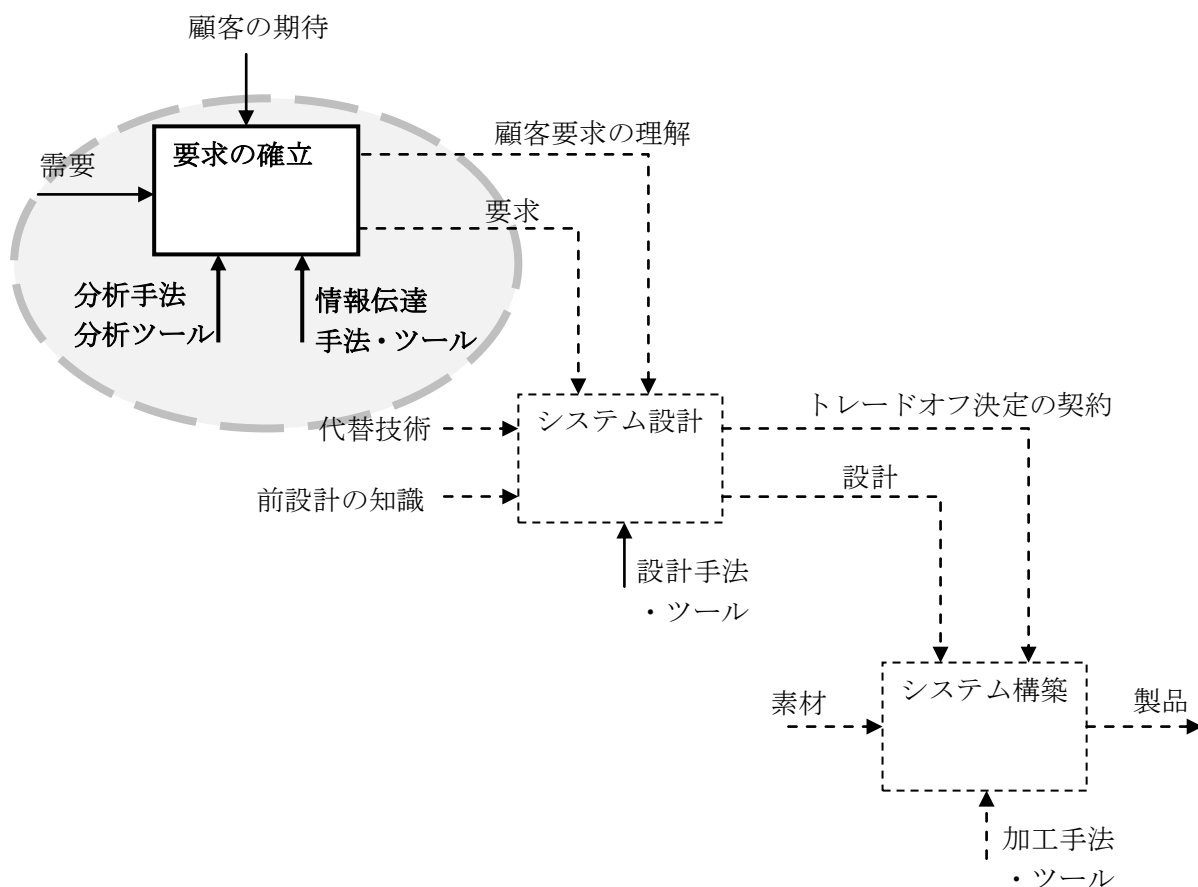 顧客の期待
顧客要求の理解
需要
要求の確立
要求
分析手法
分析ツール
情報伝達
手法・ツール
トレードオフ決定の契約
代替技術
システム設計
設計
前設計の知識
設計手法
・ツール
システム構築
素材
製品
加工手法
・ツール